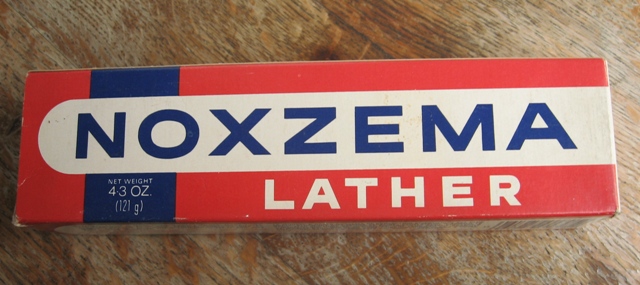 NOXZEMA
NET WEIGHT
4.3 OZ.
(121 g)
LATHER